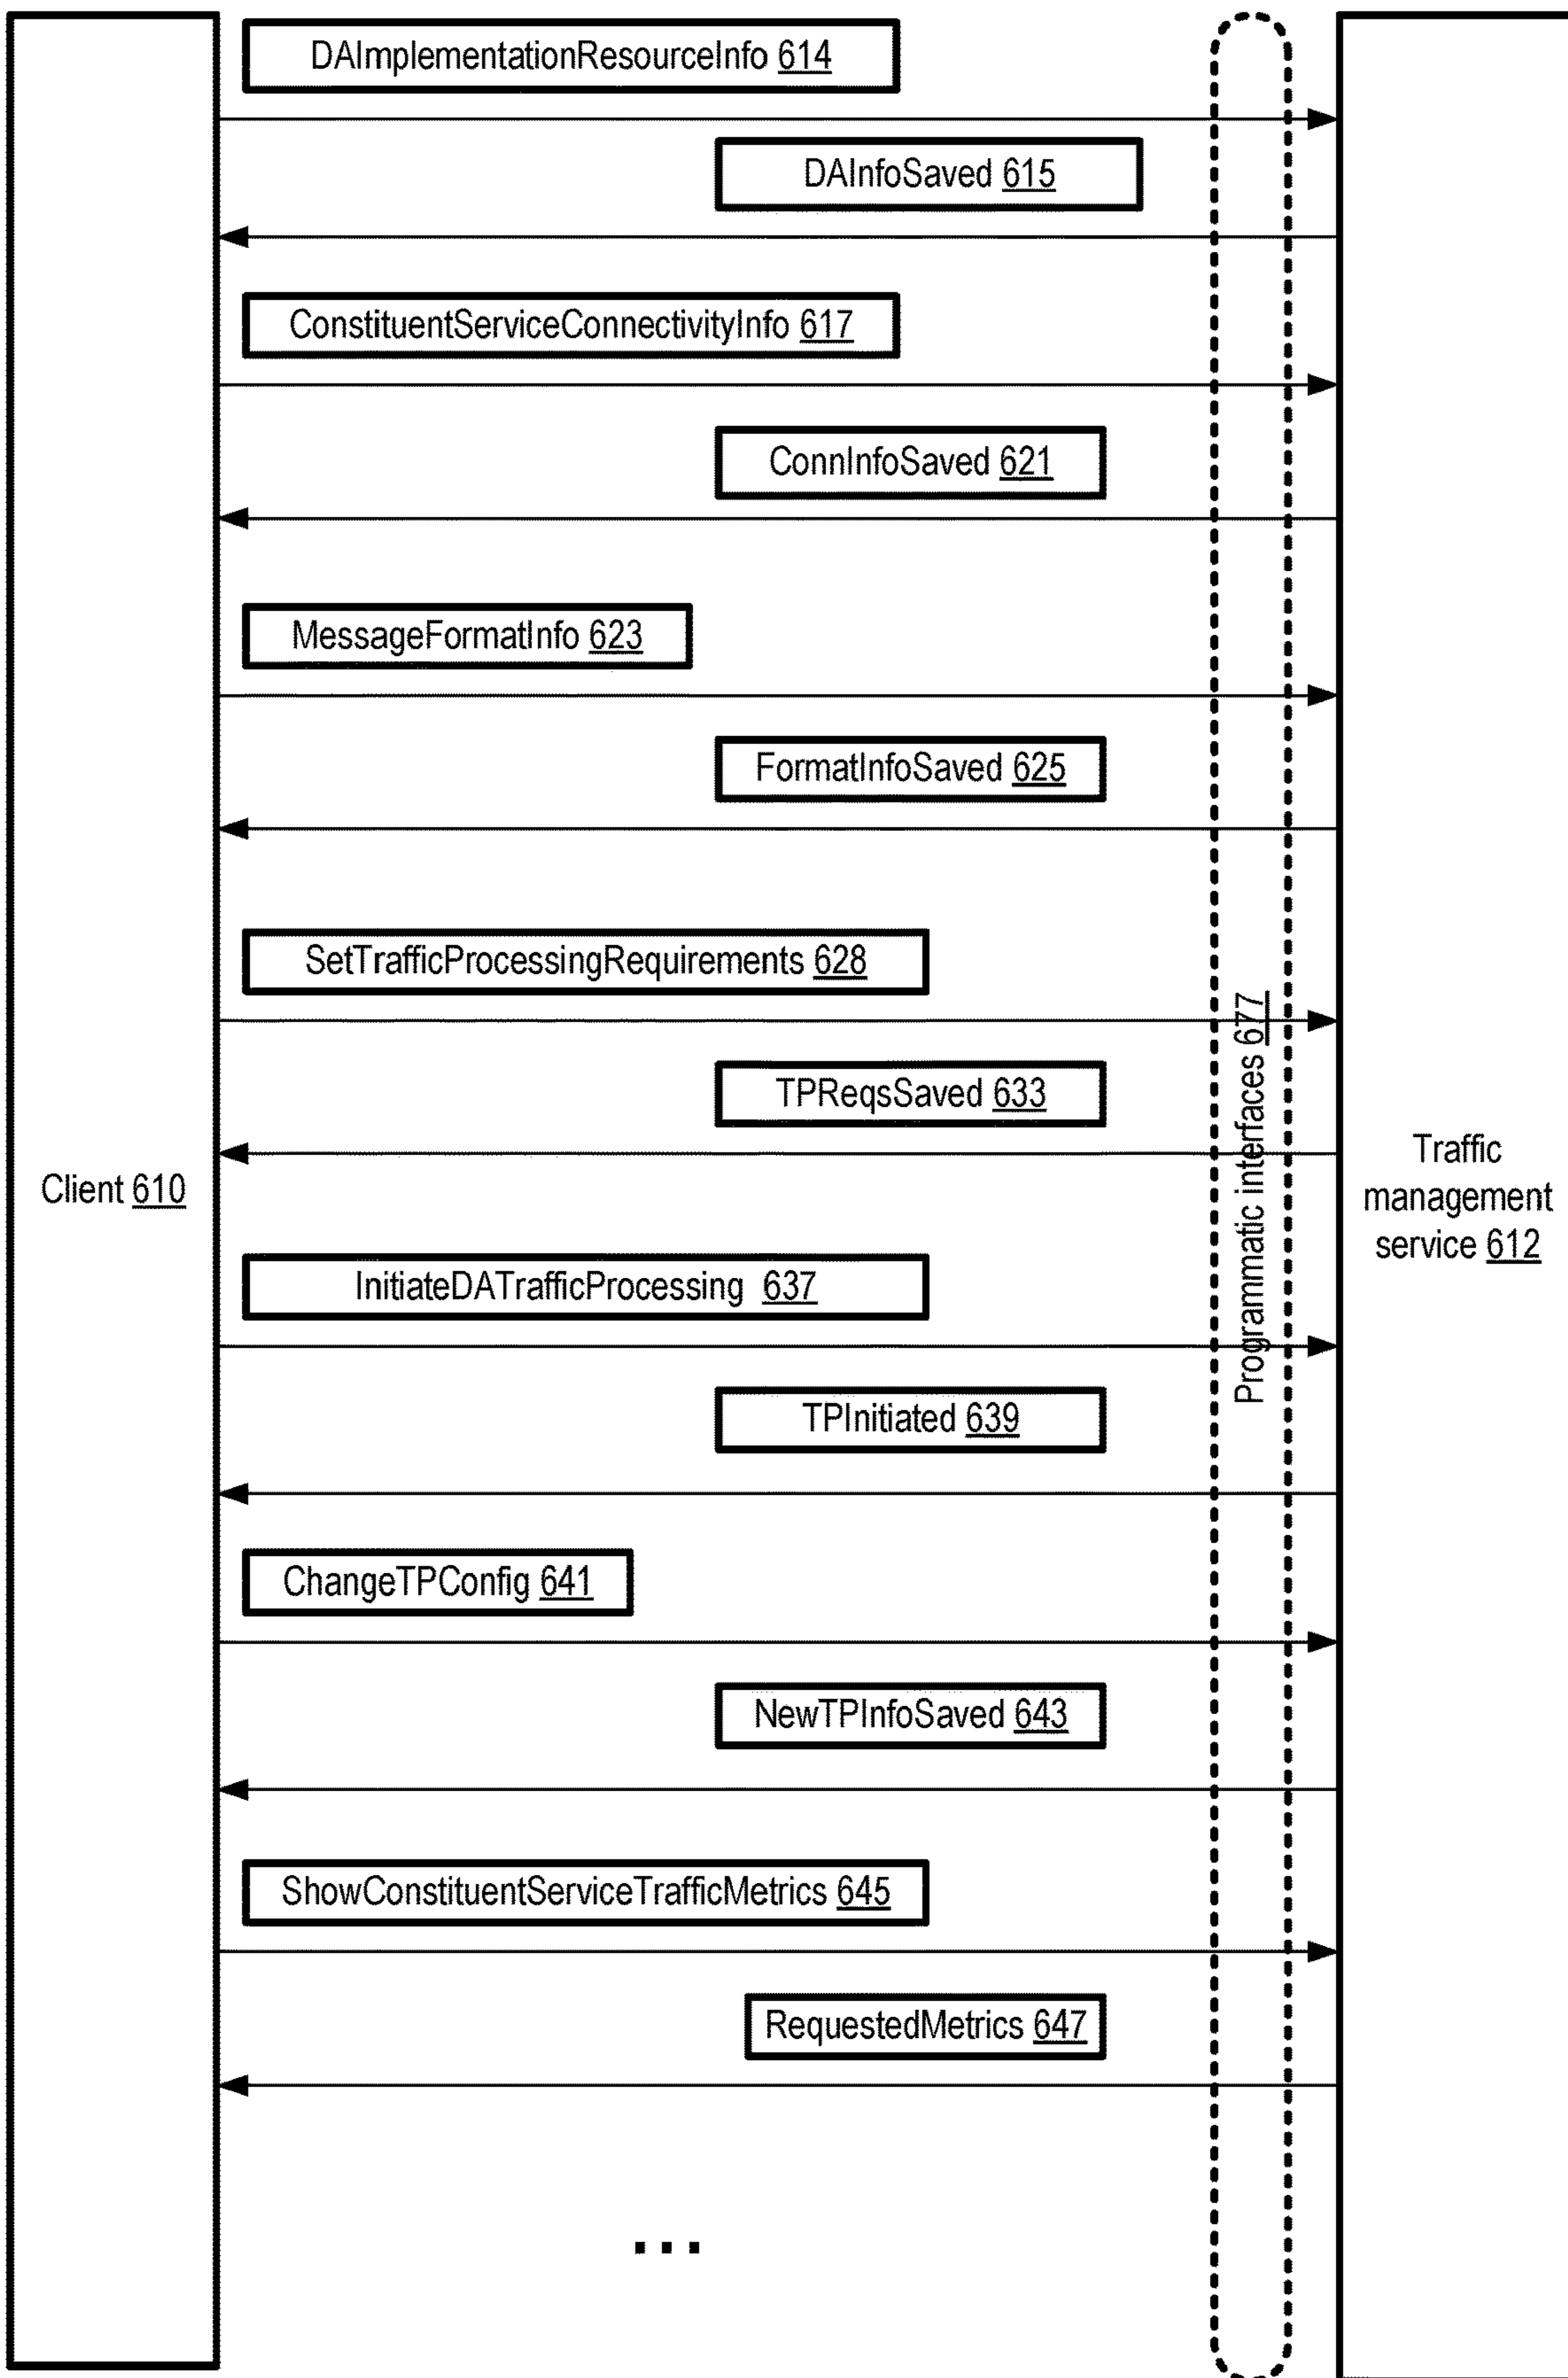 DAImplementationResourceInfo 614
DAInfoSaved 615
ConstituentServiceConnectivityInfo 617
ConnInfoSaved 621
MessageFormatInfo 623
FormatInfoSaved 625
SetTrafficProcessingRequirements 628
TPReqsSaved 633
Client 610
Programmatic interfaces 677
Traffic
management
service 612
InitiateDATrafficProcessing 637
TPInitiated 639
ChangeTPConfig 641
NewTPInfoSaved 643
ShowConstituentServiceTrafficMetrics 645
RequestedMetrics 647
...